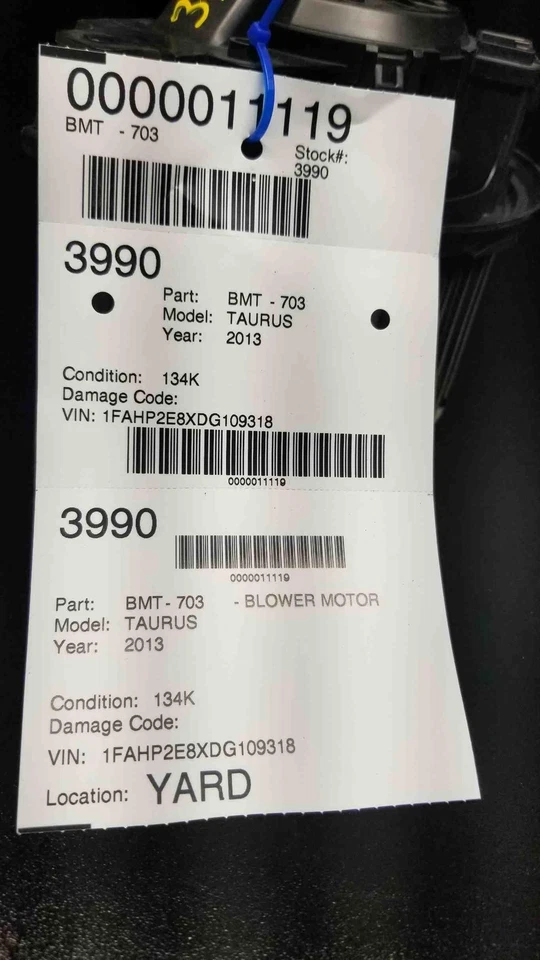 3
0000011119
BMT - 703
Stock#:
3990
3990
Part: BMT - 703
Model: TAURUS
Year: 2013
Condition: 134K
Damage Code:
VIN: 1FAHP2E8XDG109318
0000011119
3990
0000011119
Part: BMT - 703 - BLOWER MOTOR
Model: TAURUS
Year: 2013
Condition: 134K
Damage Code:
VIN: 1FAHP2E8XDG109318
Location: YARD